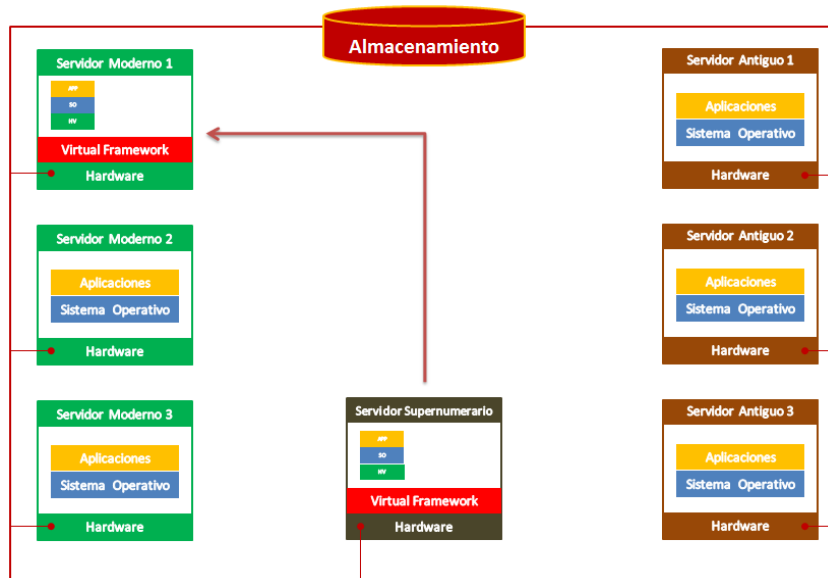 Almacenamiento
Servidor Moderno 1
APP
SO
HV
Virtual Framework
Hardware
Servidor Antiguo 1
Aplicaciones
Sistema Operativo
Hardware
Servidor Moderno 2
Aplicaciones
Sistema Operativo
Hardware
Servidor Antiguo 2
Aplicaciones
Sistema Operativo
Hardware
Servidor Moderno 3
Aplicaciones
Sistema Operativo
Hardware
Servidor Supernumerario
APP
SO
HV
Virtual Framework
Hardware
Servidor Antiguo 3
Aplicaciones
Sistema Operativo
Hardware